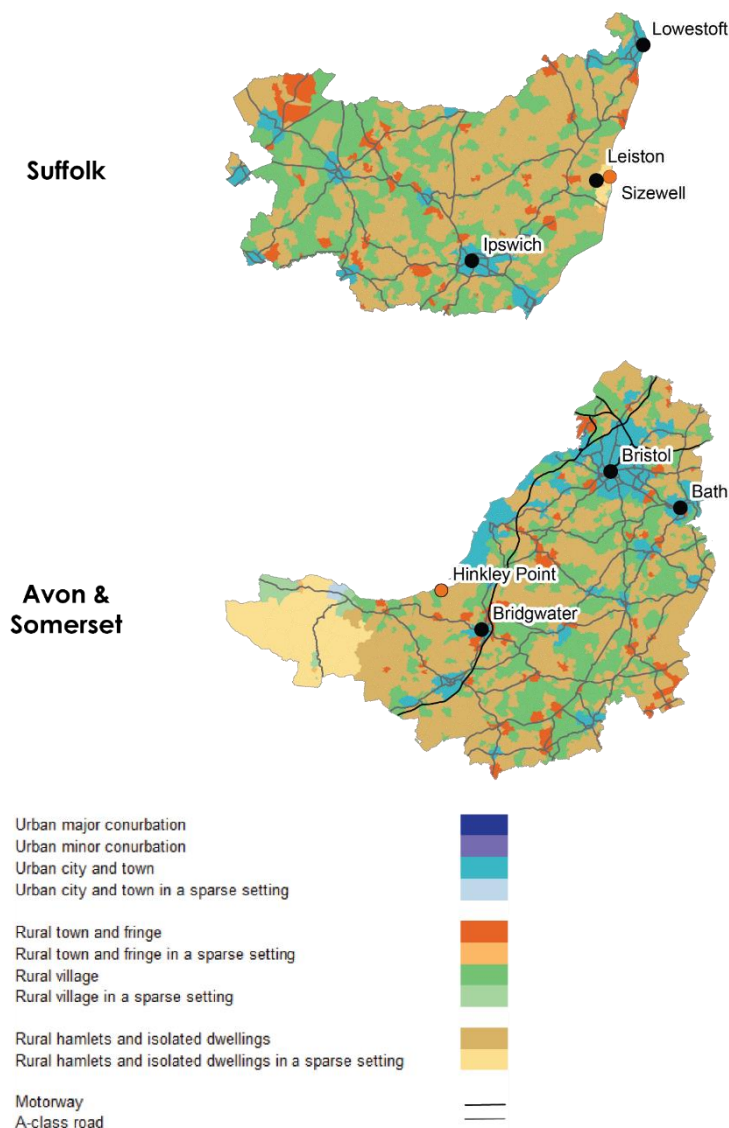 Lowestoft
Suffolk
Leiston
Sizewell
Ipswich
Bristol
Bath
Hinkley Point
Avon &
Somerset
Bridgwater
Urban major conurbation
Urban minor conurbation
Urban city and town
Urban city and town in a sparse setting
Rural town and fringe
Rural town and fringe in a sparse setting
Rural village
Rural village in a sparse setting
Rural hamlets and isolated dwellings
Rural hamlets and isolated dwellings in a sparse setting
Motorway
A-class road